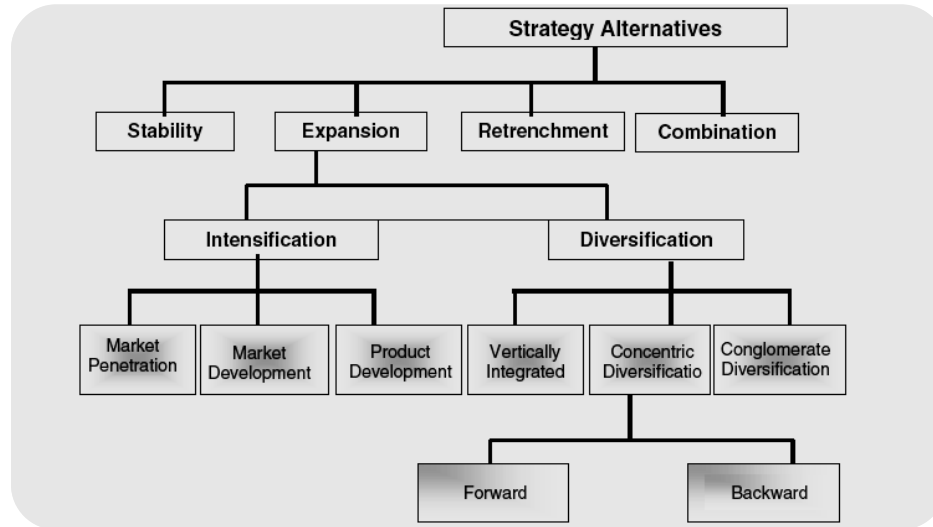 Strategy Alternatives
Stability
Expansion
Retrenchment
Combination
Intensification
Diversification
Market
Penetration
Market
Development
Product
Development
Vertically
Integrated
Concentric
Diversificatio
Conglomerate
Diversification
Forward
Backward